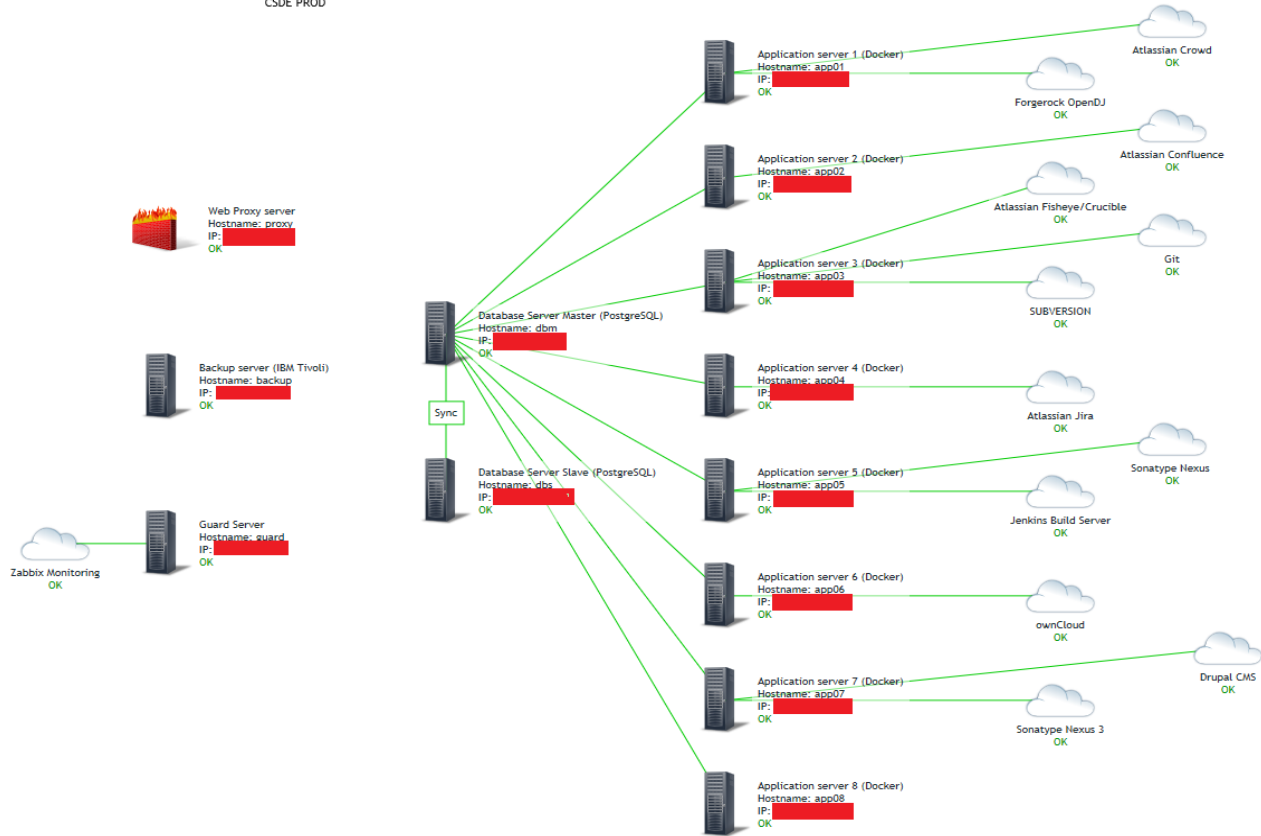 CSDE PROD
Application server 1 (Docker)
Hostname: app01
IP:
OK
Atlassian Crowd
OK
Forgerock OpenDJ
OK
Application server 2 (Docker)
Hostname: app02
IP:
OK
Atlassian Confluence
OK
Atlassian Fisheye/Crucible
OK
Web Proxy server
Hostname: proxy
IP:
OK
Application server 3 (Docker)
Hostname: app03
IP:
OK
Git
OK
SUBVERSION
OK
Database Server Master (PostgreSQL)
Hostname: dbm
IP:
OK
Backup server (IBM Tivoli)
Hostname: backup
IP:
OK
Application server 4 (Docker)
Hostname: app04
IP:
OK
Atlassian Jira
OK
Sync
Database Server Slave (PostgreSQL)
Hostname: dbs
IP:
OK
Application server 5 (Docker)
Hostname: app05
IP:
OK
Sonatype Nexus
OK
Jenkins Build Server
OK
Guard Server
Hostname: guard
IP:
OK
Zabbix Monitoring
OK
Application server 6 (Docker)
Hostname: app06
IP:
OK
ownCloud
OK
Application server 7 (Docker)
Hostname: app07
IP:
OK
Drupal CMS
OK
Sonatype Nexus 3
OK
Application server 8 (Docker)
Hostname: app08
IP:
OK